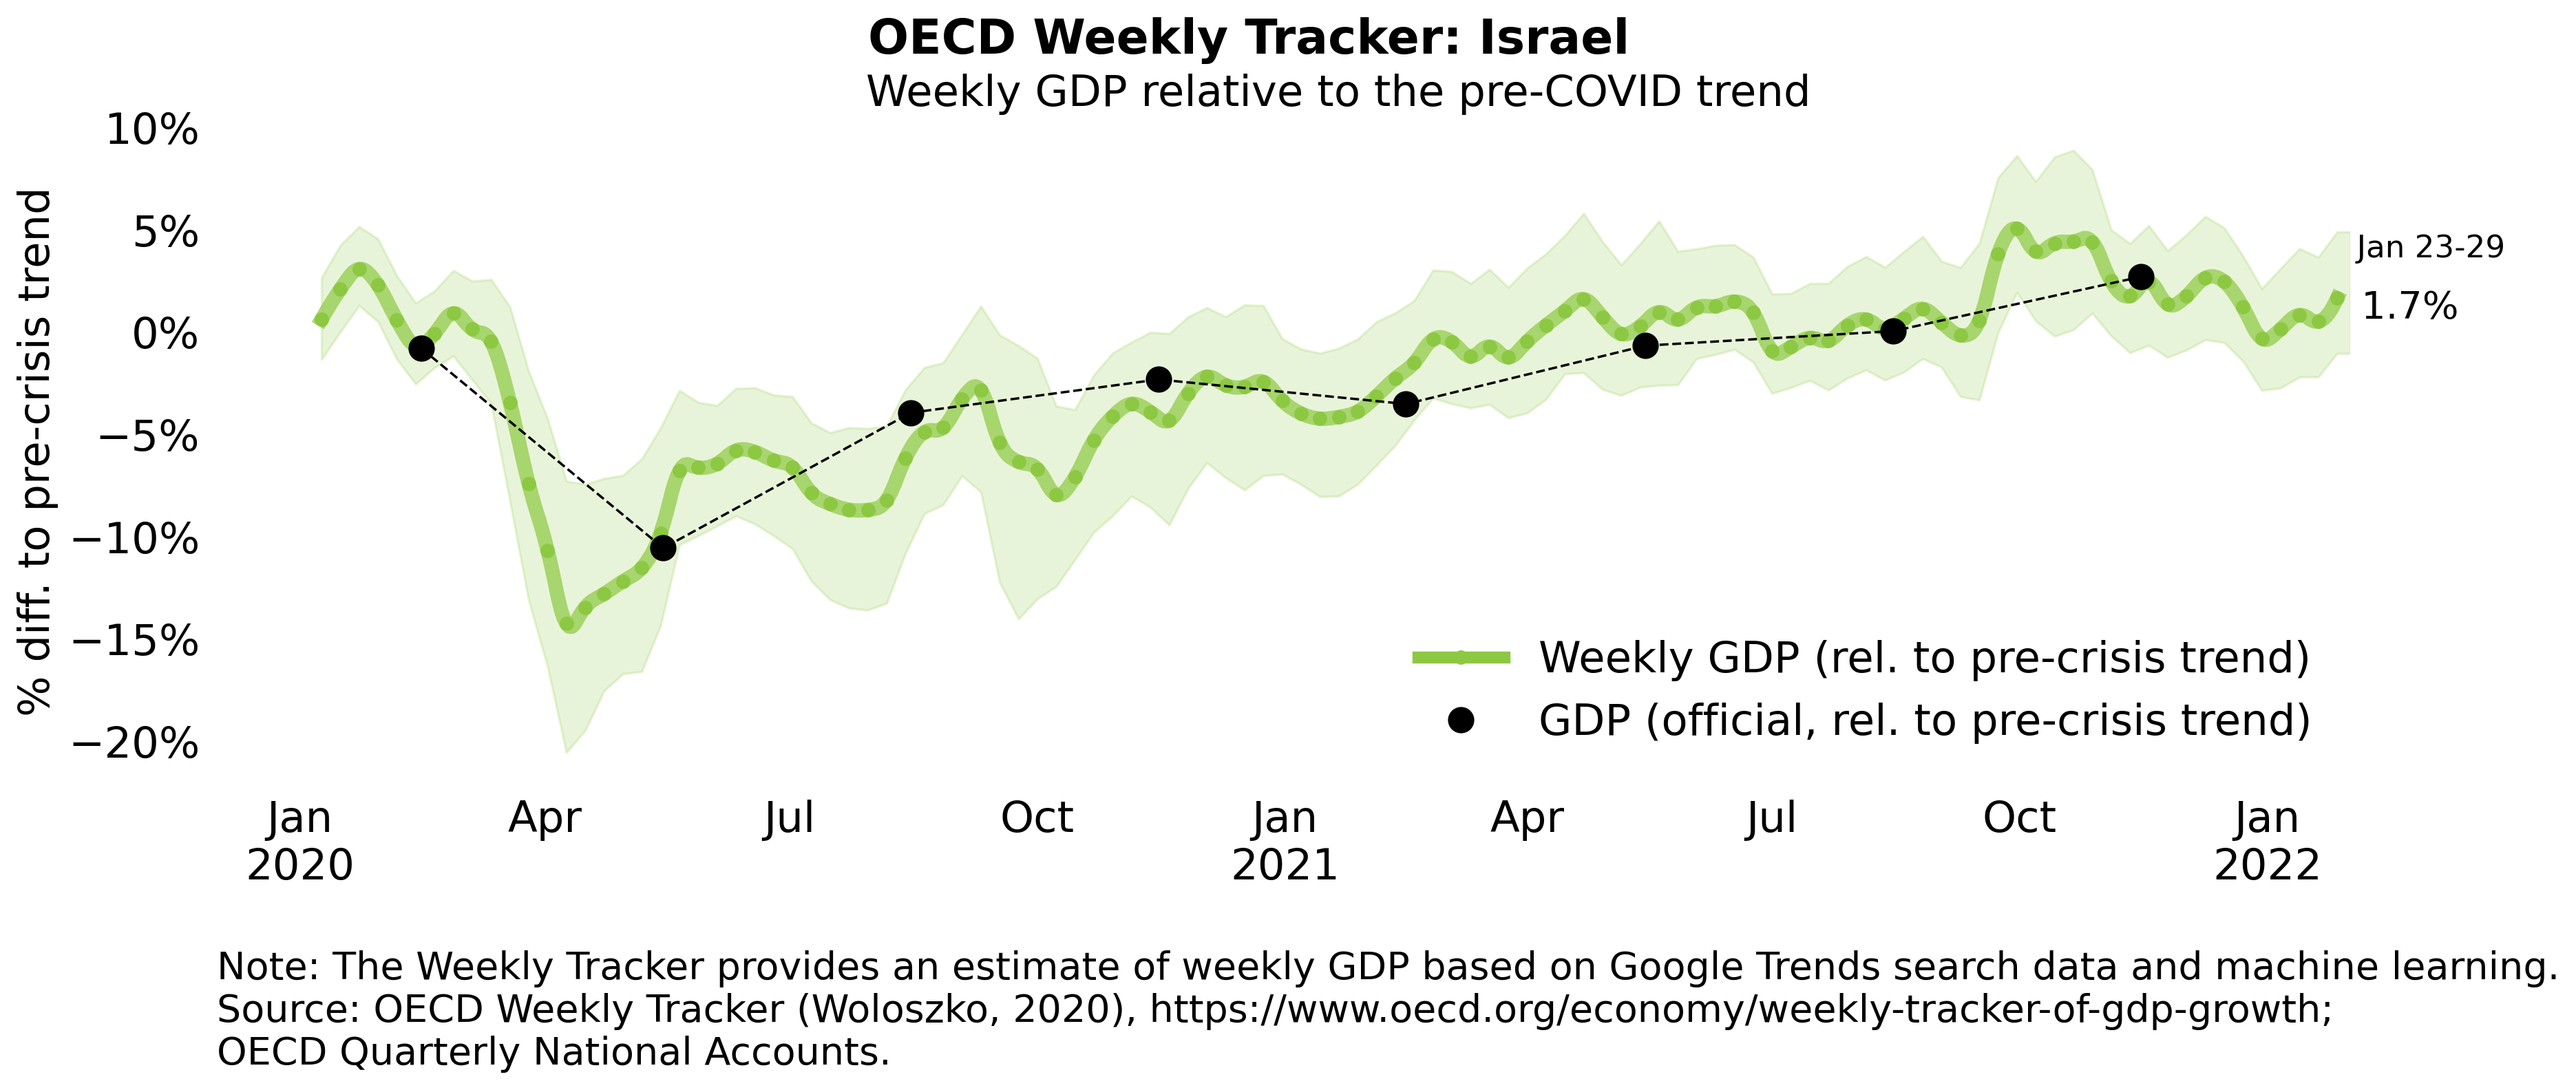 OECD Weekly Tracker: Israel
Weekly GDP relative to the pre-COVID trend
% diff. to pre-crisis trend
10%
5%
0%
−5%
−10%
−15%
−20%
Jan 23-29
1.7%
Weekly GDP (rel. to pre-crisis trend)
GDP (official, rel. to pre-crisis trend)
Jan Apr Jul Oct Jan Apr Jul Oct Jan
2020 2021 2022
Note: The Weekly Tracker provides an estimate of weekly GDP based on Google Trends search data and machine learning.
Source: OECD Weekly Tracker (Woloszko, 2020), https://www.oecd.org/economy/weekly-tracker-of-gdp-growth;
OECD Quarterly National Accounts.